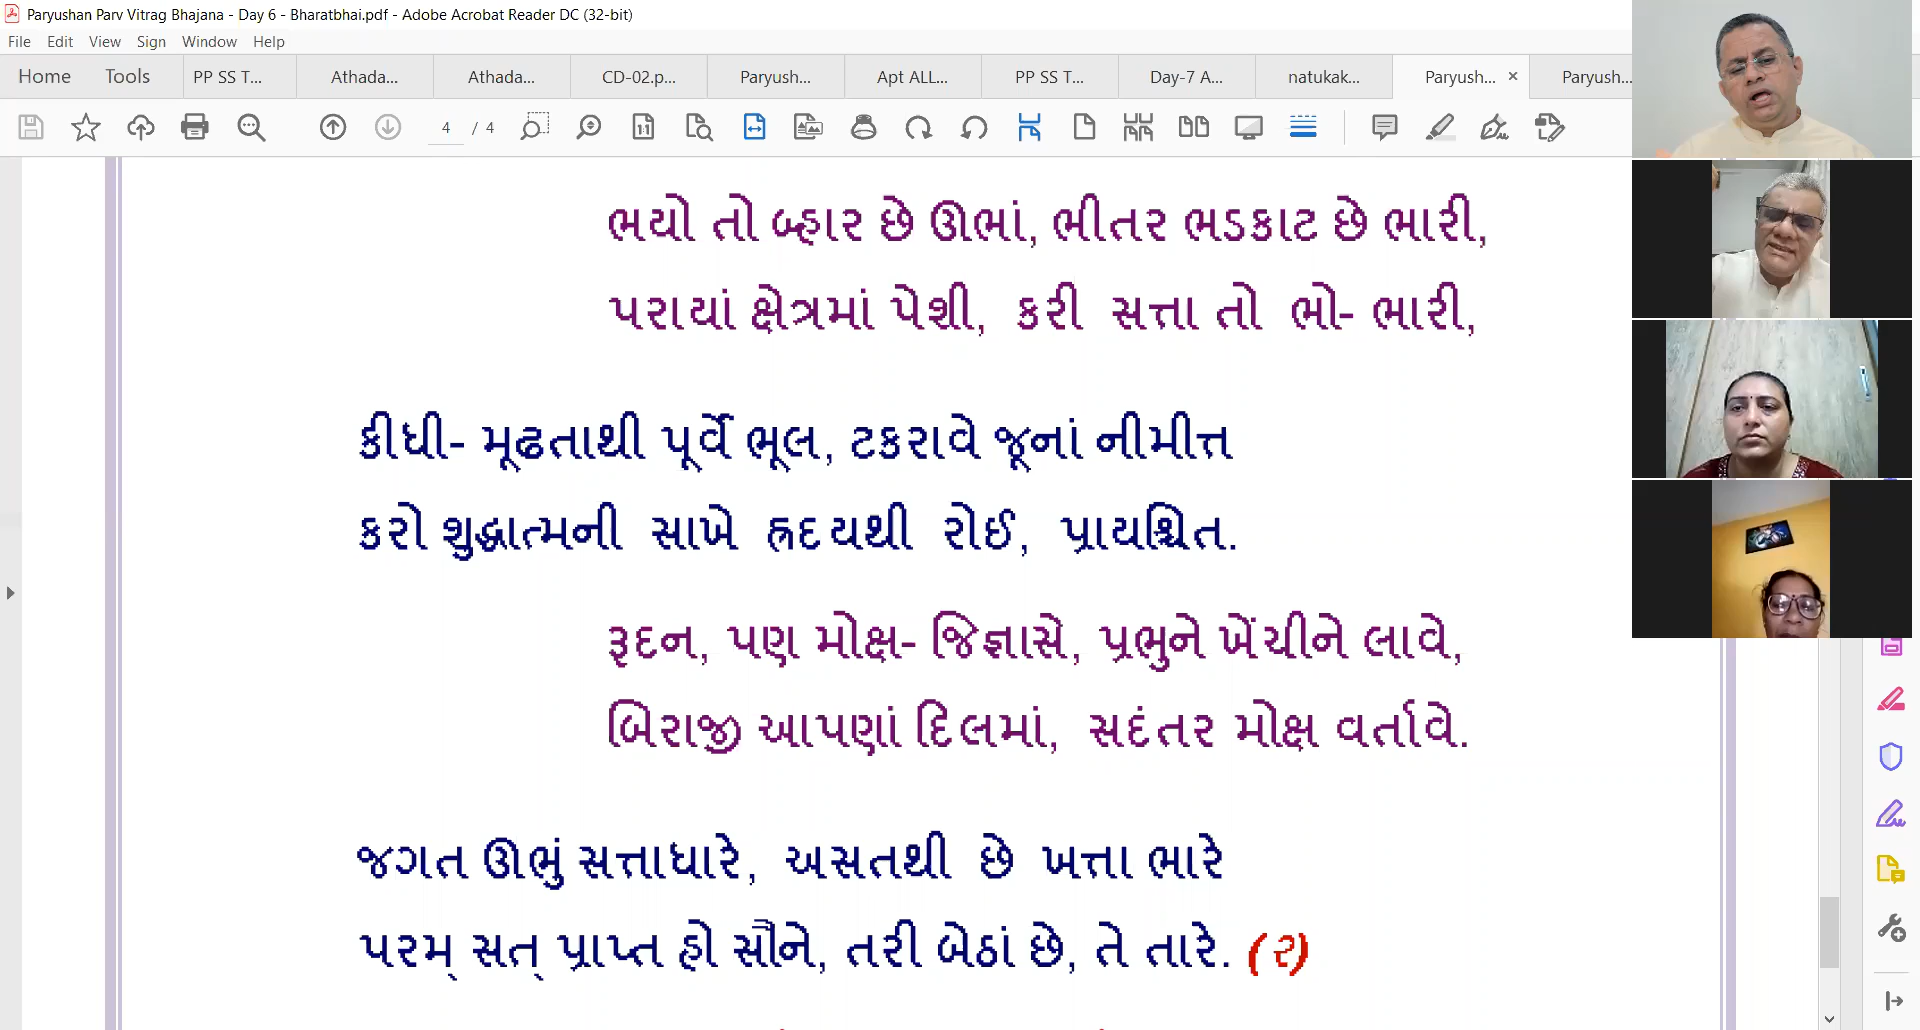 Paryushan Parv Vitrag Bhajana - Day 6 - Bharatbhai.pdf - Adobe Acrobat Reader DC (32-bit)
File Edit View Sign Window Help
Home Tools PP SS T... Athada... Athada... CD-02.p... Paryush... Apt ALL... PP SS T... Day-7 A... natukak... Paryush... × Paryush...
4 / 4
ભયો તો બ્હાર છે ઊભાં, ભીતર ભડકાટ છે ભારી,
પરાયાં ક્ષેત્રમાં પેશી, કરી સત્તા તો ભો- ભારી,
કીધી- મૂઢતાથી પૂર્વે ભૂલ, ટકરાવે જૂનાં નીમીત્ત
કરો શુદ્ધાત્મની સાખે હ્રદયથી રોઈ, પ્રાયશ્ચિત.
રૂદન, પણ મોક્ષ- જિજ્ઞાસે, પ્રભુને ખેંચીને લાવે,
બિરાજી આપણાં દિલમાં, સદંતર મોક્ષ વર્તાવે.
જગત ઊભું સત્તાધારે, અસતથી છે ખત્તા ભારે
પરમ્ સત્ પ્રાપ્ત હો સૌને, તરી બેઠાં છે, તે તારે. (ર)